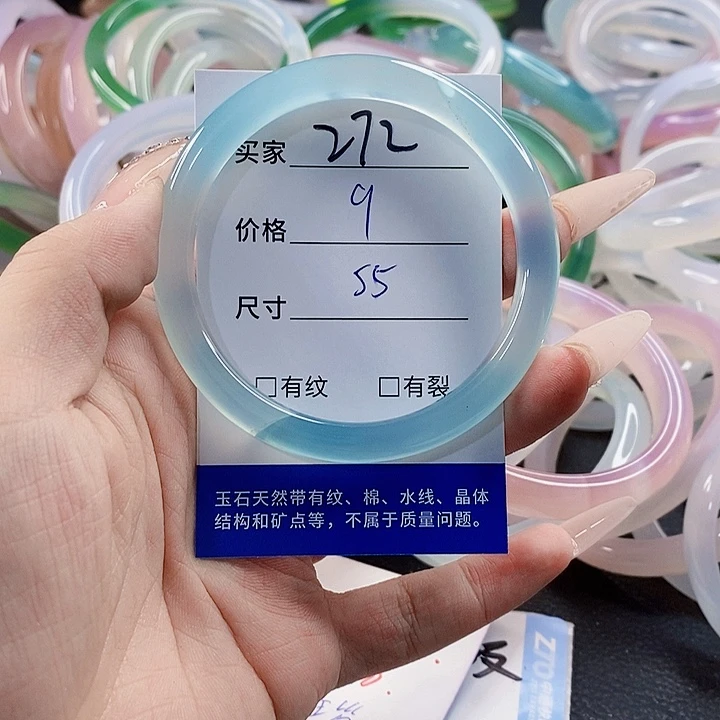 买家 272
价格 9
尺寸 55
□有纹 □有裂
玉石天然带有纹、棉、水线、晶体
结构和矿点等，不属于质量问题。
ZTO